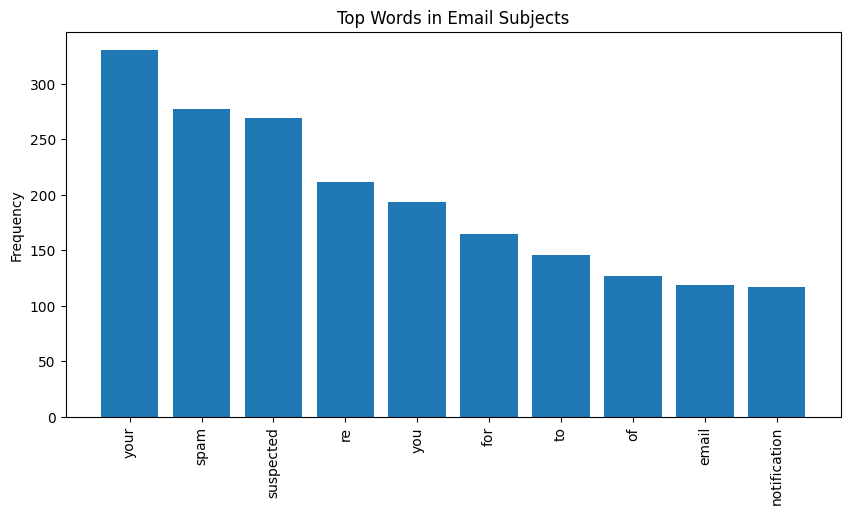 Top Words in Email Subjects
Frequency
300
250
200
150
100
50
0
your
spam
suspected
re
you
for
to
of
email
notification